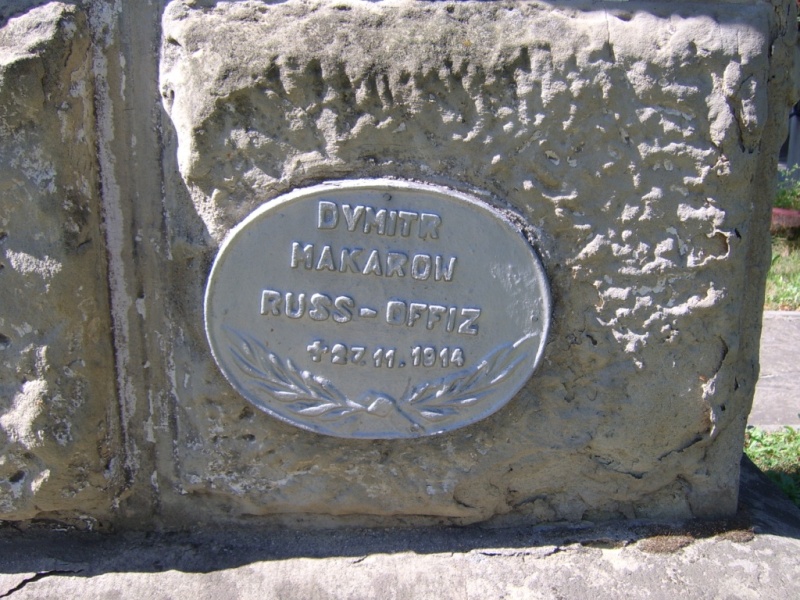 DYMITR
MAKAROW
RUSS-OFFIZ
✝27.11.1914